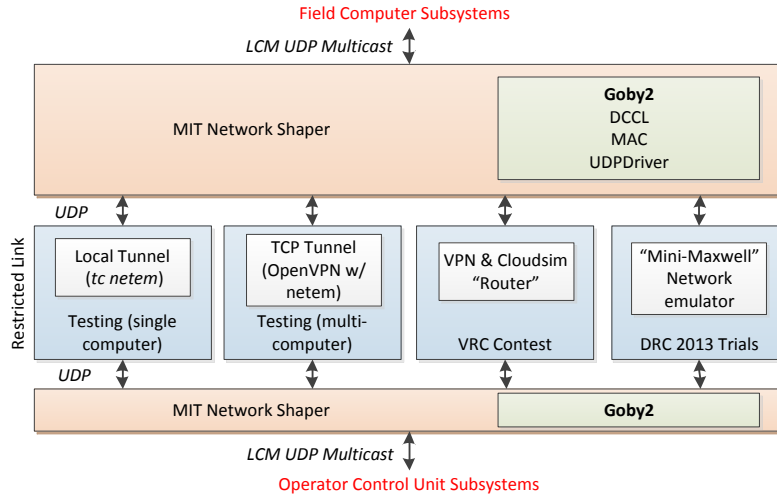 Field Computer Subsystems
LCM UDP Multicast
MIT Network Shaper
Goby2
DCCL
MAC
UDPDriver
UDP
Restricted Link
Local Tunnel
(tc netem)
Testing (single
computer)
TCP Tunnel
(OpenVPN w/
netem)
Testing (multi-
computer)
VPN & Cloudsim
“Router”
VRC Contest
“Mini-Maxwell”
Network
emulator
DRC 2013 Trials
UDP
MIT Network Shaper
Goby2
LCM UDP Multicast
Operator Control Unit Subsystems